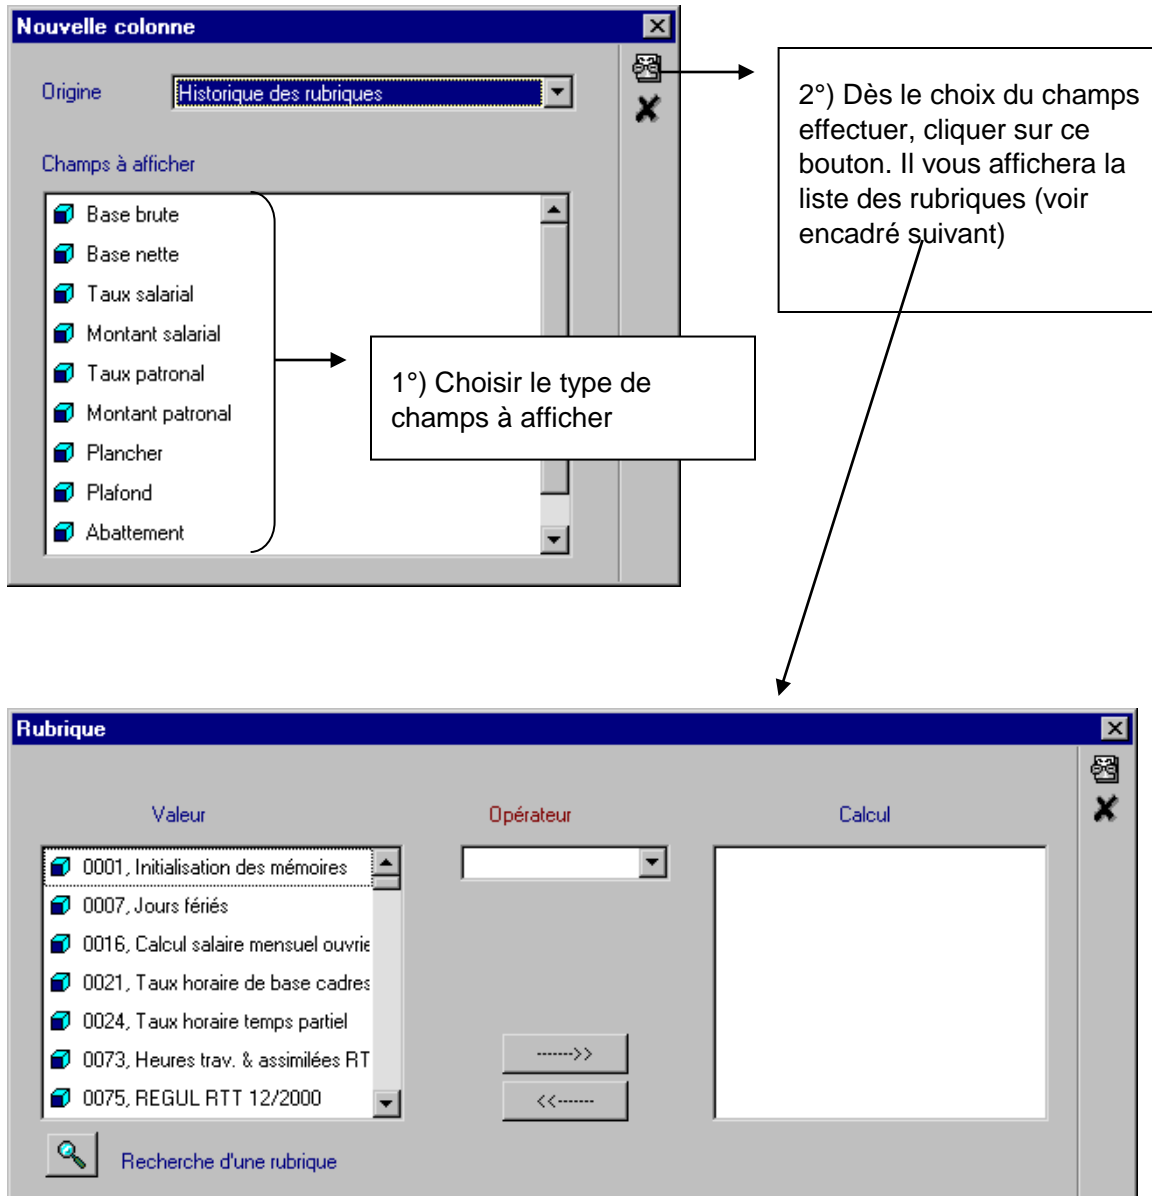 Nouvelle colonne
Origine
Historique des rubriques
Champs à afficher
Base brute
Base nette
Taux salarial
Montant salarial
Taux patronal
Montant patronal
Plancher
Plafond
Abattement
1°) Choisir le type de
champs à afficher
2°) Dès le choix du champs
effectuer, cliquer sur ce
bouton. Il vous affichera la
liste des rubriques (voir
encadré suivant)
Rubrique
Valeur
Opérateur
Calcul
0001, Initialisation des mémoires
0007, Jours fériés
0016, Calcul salaire mensuel ouvrie
0021, Taux horaire de base cadres
0024, Taux horaire temps partiel
0073, Heures trav. & assimilées RT
0075, REGUL RTT 12/2000
------->>
<<-------
Recherche d'une rubrique